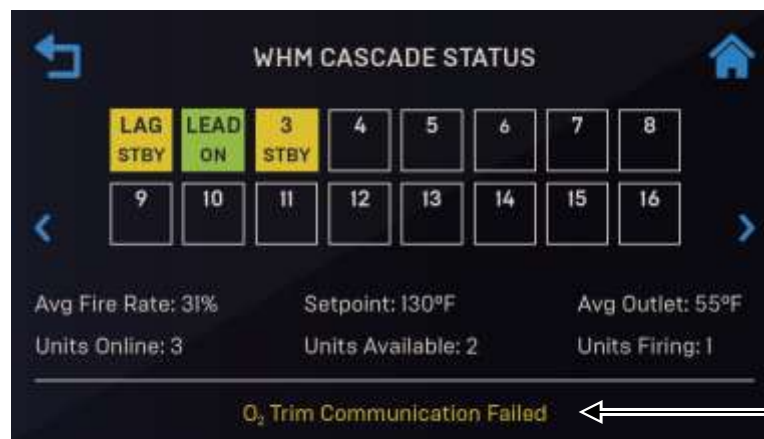 WHM CASCADE STATUS
LAG LEAD 3 4 5 6 7 8
STBY ON STBY
9 10 11 12 13 14 15 16
Avg Fire Rate: 31% Setpoint: 130°F Avg Outlet: 55°F
Units Online: 3 Units Available: 2 Units Firing: 1
O₂ Trim Communication Failed